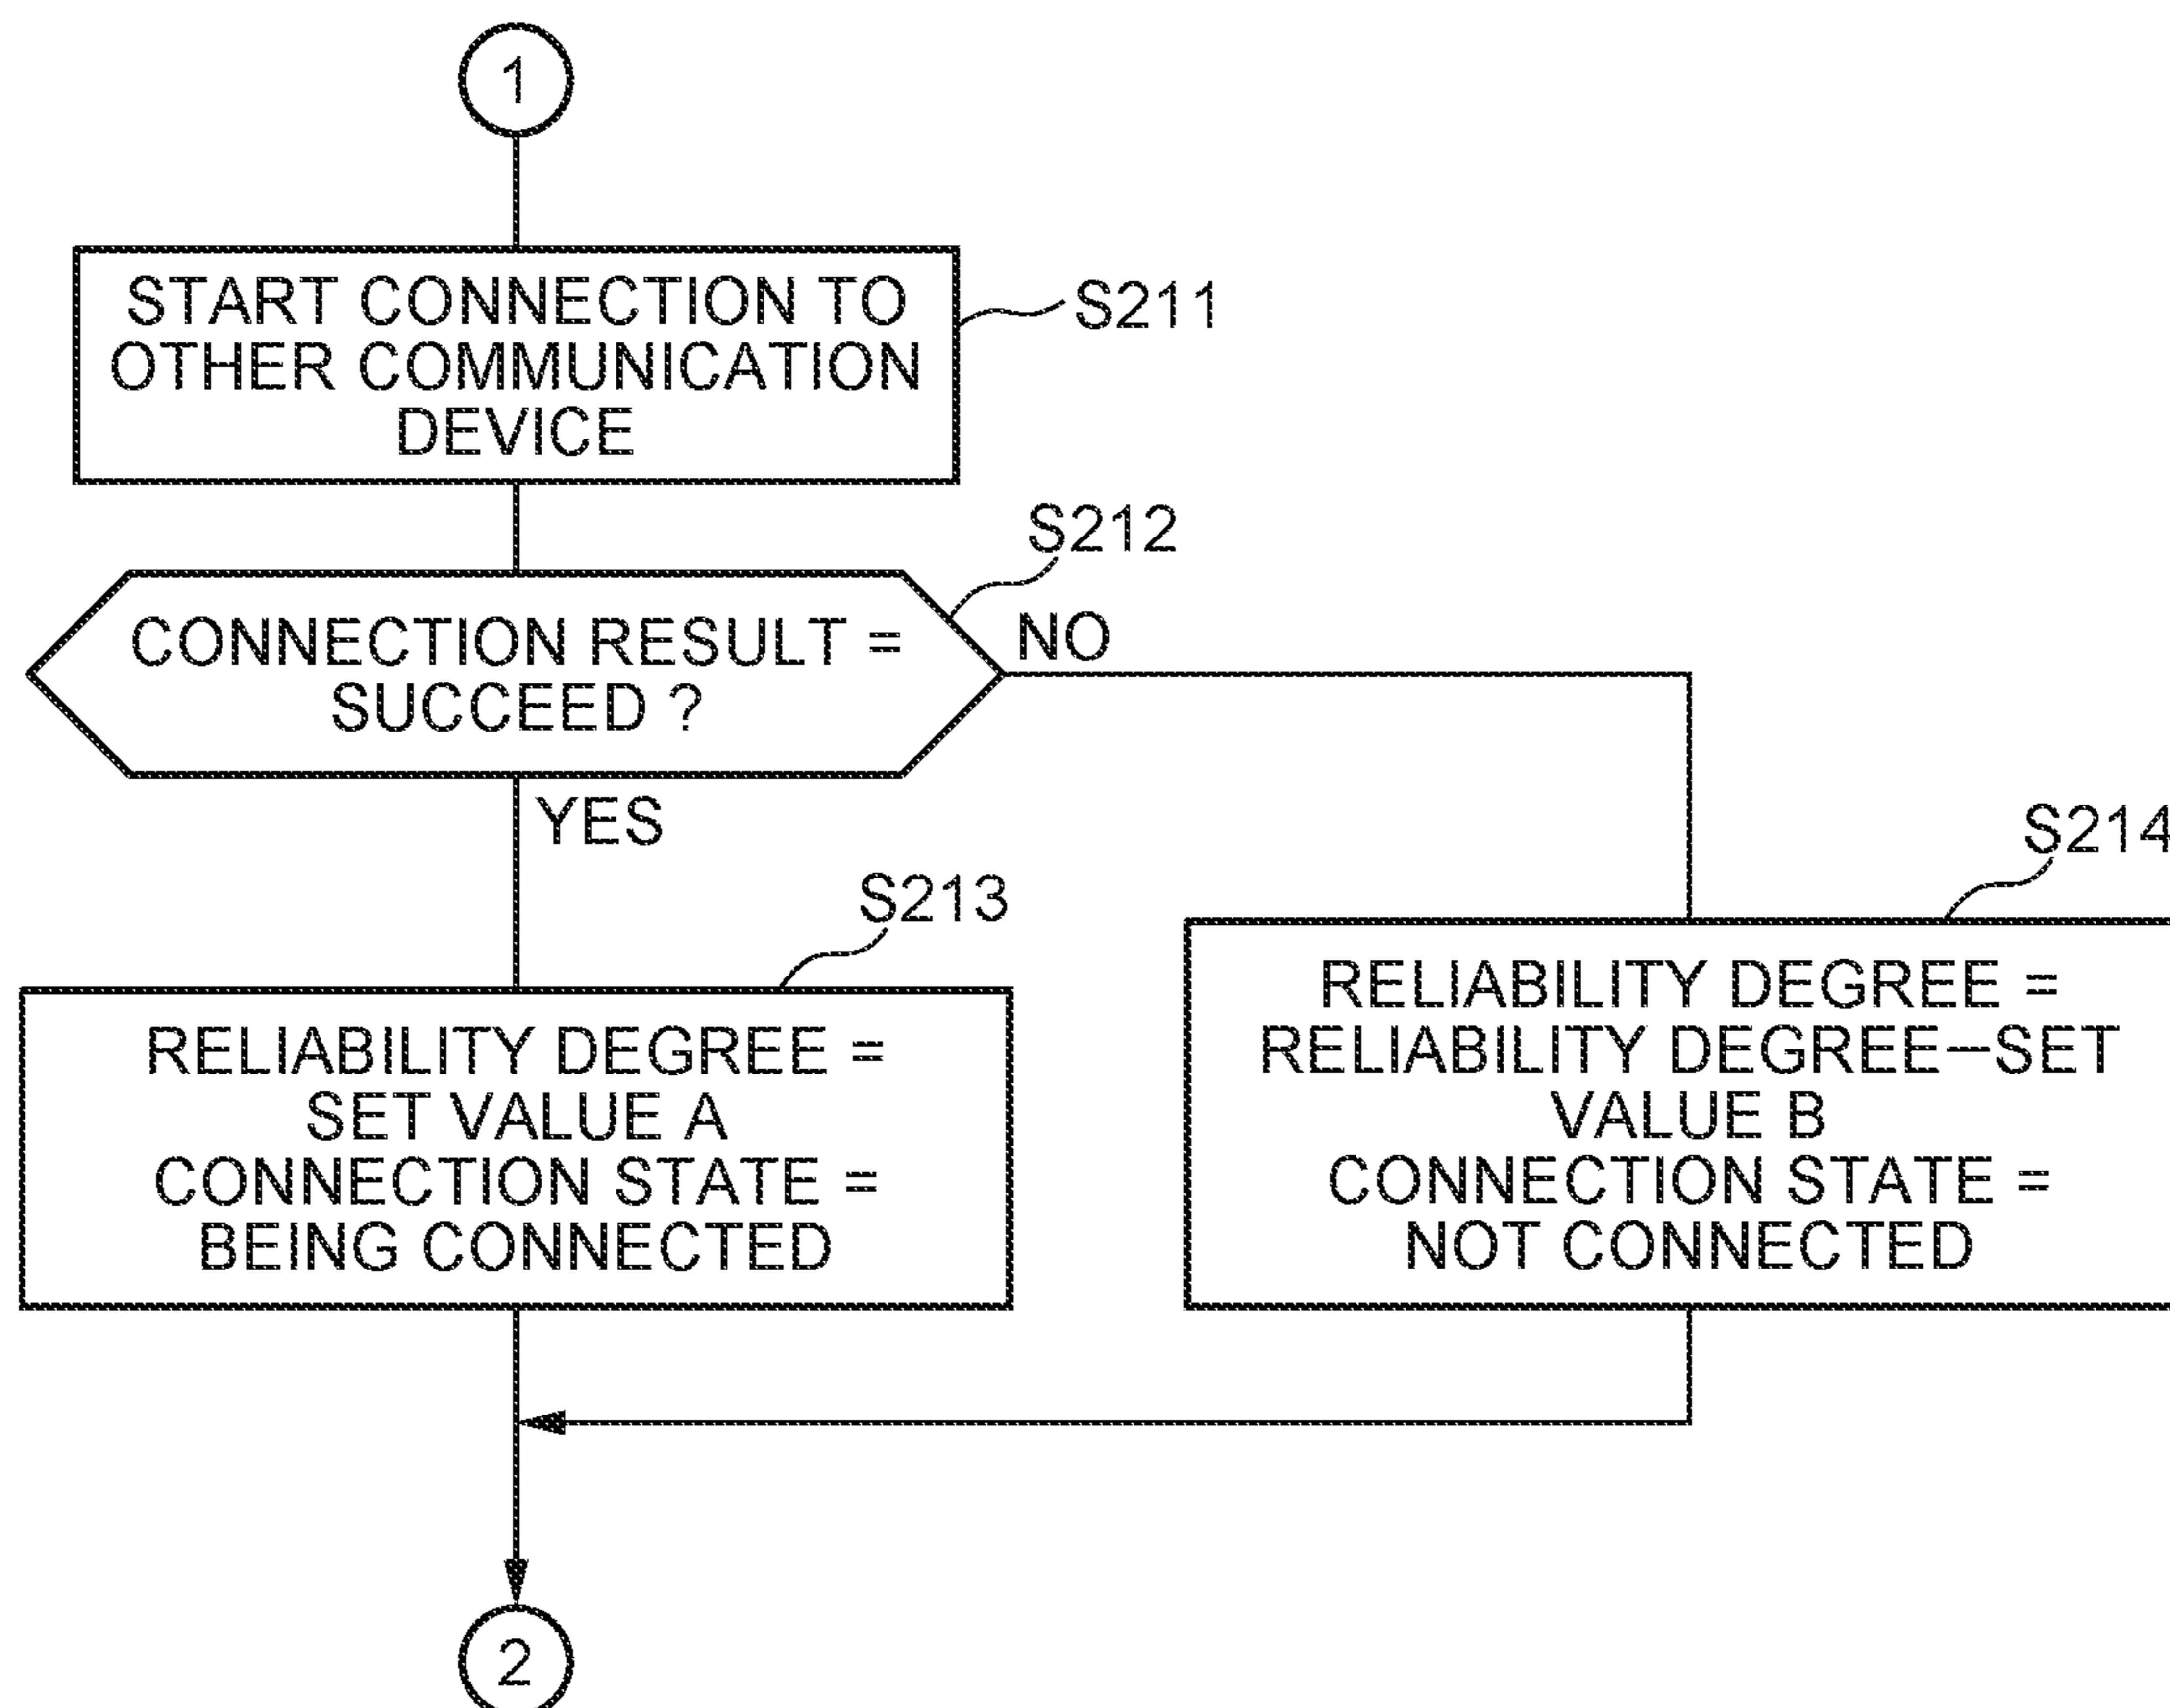 1
START CONNECTION TO
OTHER COMMUNICATION
DEVICE
S211
S212
CONNECTION RESULT =
SUCCEED ?
NO
YES
S213
S214
RELIABILITY DEGREE =
SET VALUE A
CONNECTION STATE =
BEING CONNECTED
RELIABILITY DEGREE =
RELIABILITY DEGREE–SET
VALUE B
CONNECTION STATE =
NOT CONNECTED
2